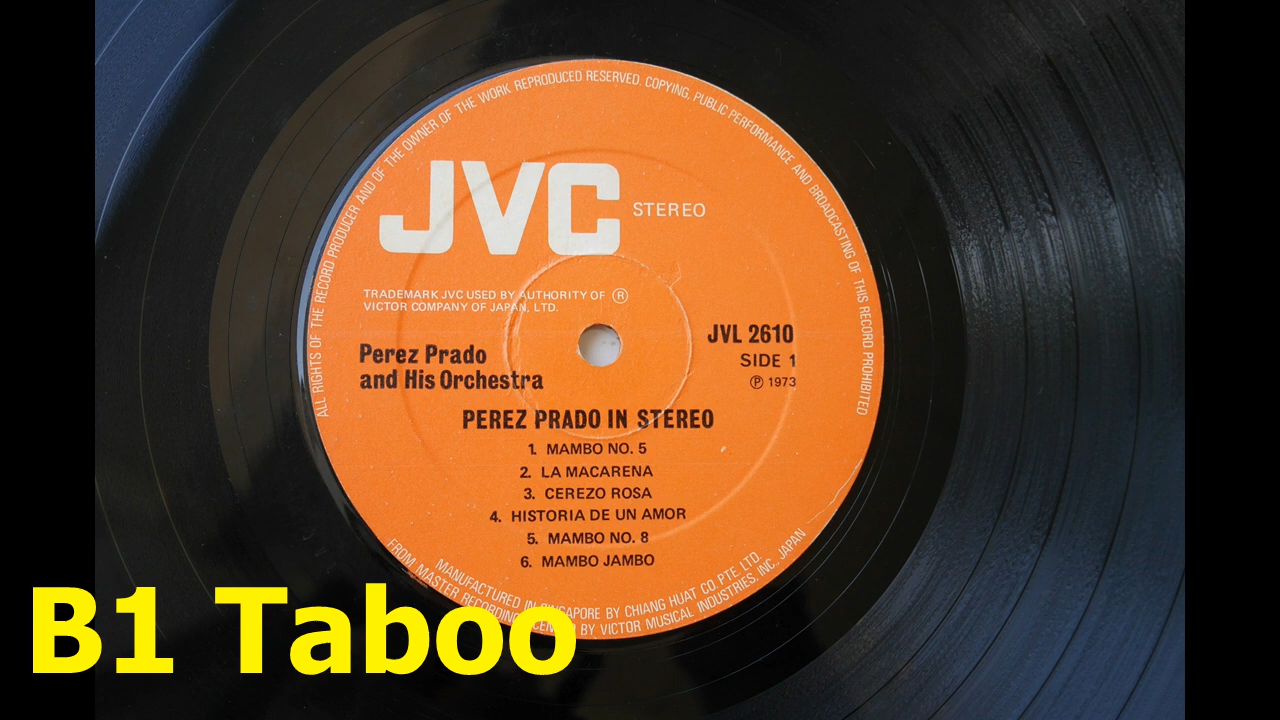 ALL RIGHTS OF THE RECORD PRODUCER AND OF THE OWNER OF THE WORK REPRODUCED RESERVED. COPYING, PUBLIC PERFORMANCE AND BROADCASTING OF THIS RECORD PROHIBITED
JVC STEREO
TRADEMARK JVC USED BY AUTHORITY OF ®
VICTOR COMPANY OF JAPAN, LTD.
JVL 2610
SIDE 1
℗ 1973
Perez Prado
and His Orchestra
PEREZ PRADO IN STEREO
1. MAMBO NO. 5
2. LA MACARENA
3. CEREZO ROSA
4. HISTORIA DE UN AMOR
5. MAMBO NO. 8
6. MAMBO JAMBO
MANUFACTURED IN SINGAPORE BY CHIANG HUAT CO PTE. LTD.
FROM MASTER RECORDING BY VICTOR MUSICAL INDUSTRIES, INC., JAPAN
B1 Taboo